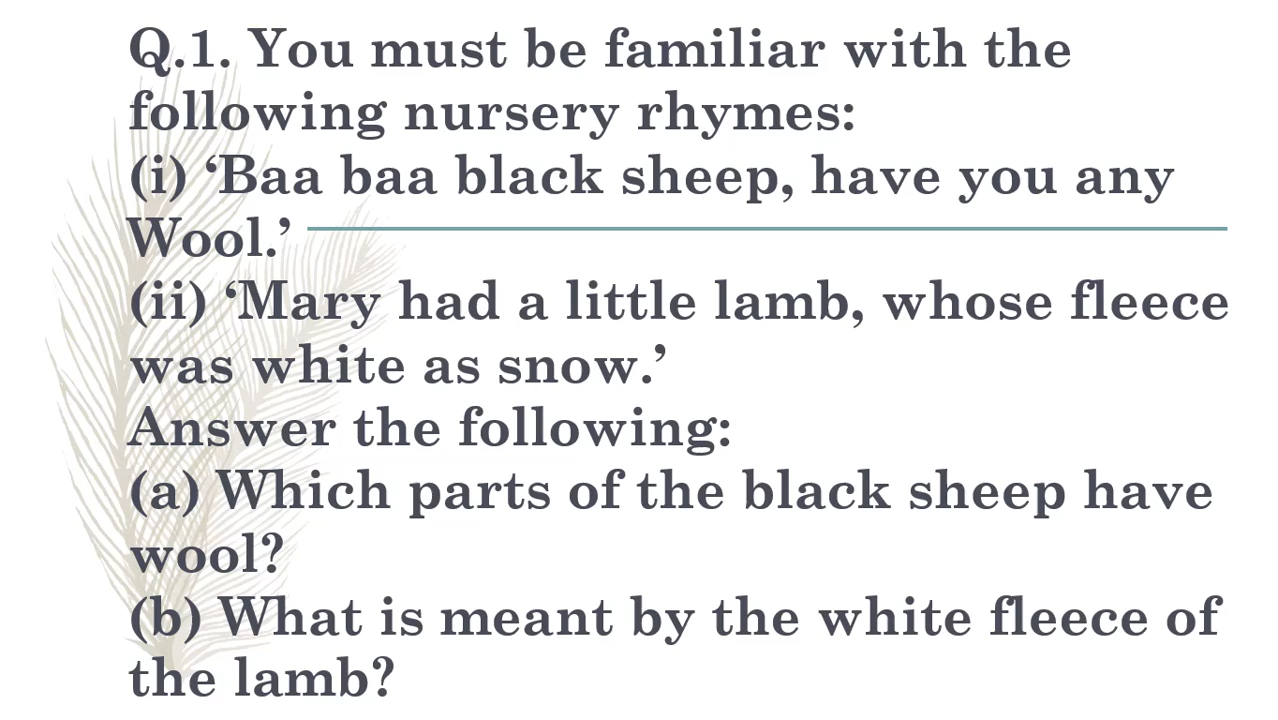 Q.1. You must be familiar with the
following nursery rhymes:
(i) ‘Baa baa black sheep, have you any
Wool.’
(ii) ‘Mary had a little lamb, whose fleece
was white as snow.’
Answer the following:
(a) Which parts of the black sheep have
wool?
(b) What is meant by the white fleece of
the lamb?